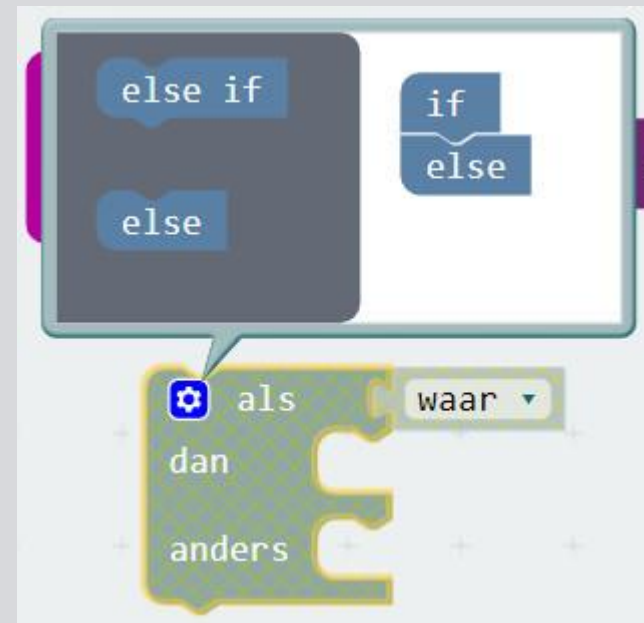 else if
if
else
else
als waar
dan
anders